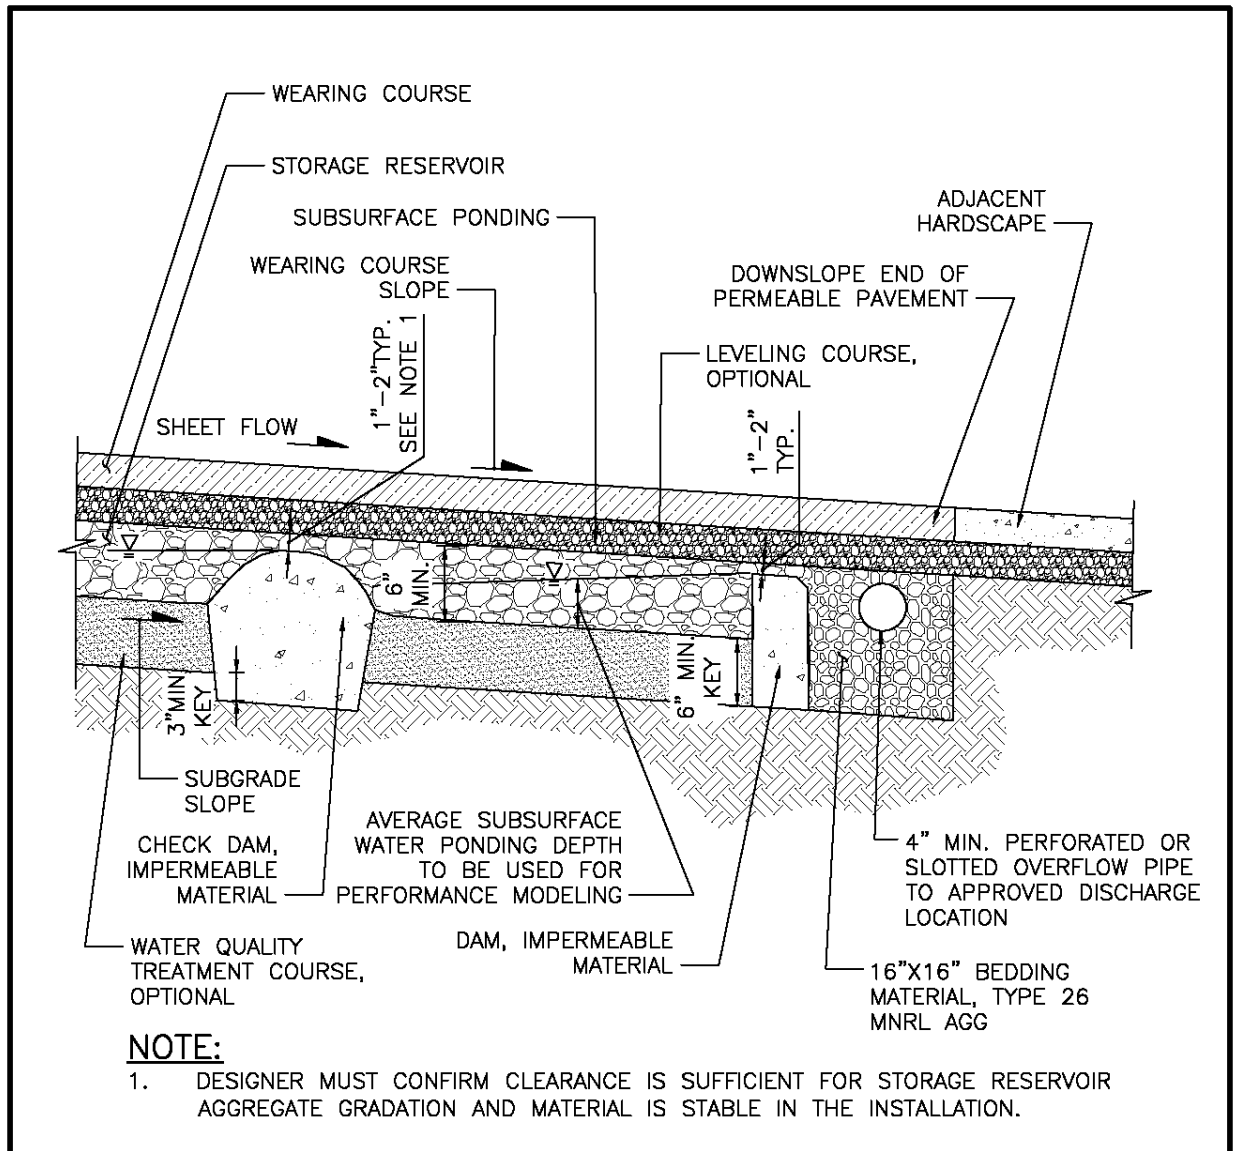 WEARING COURSE
STORAGE RESERVOIR
SUBSURFACE PONDING
ADJACENT
HARDSCAPE
WEARING COURSE
SLOPE
DOWNSLOPE END OF
PERMEABLE PAVEMENT
1"-2"TYP.
SEE NOTE 1
LEVELING COURSE,
OPTIONAL
SHEET FLOW
1"-2"
TYP.
6"
MIN.
3"MIN.
KEY
6" MIN.
KEY
SUBGRADE
SLOPE
CHECK DAM,
IMPERMEABLE
MATERIAL
AVERAGE SUBSURFACE
WATER PONDING DEPTH
TO BE USED FOR
PERFORMANCE MODELING
4" MIN. PERFORATED OR
SLOTTED OVERFLOW PIPE
TO APPROVED DISCHARGE
LOCATION
WATER QUALITY
TREATMENT COURSE,
OPTIONAL
DAM, IMPERMEABLE
MATERIAL
16"X16" BEDDING
MATERIAL, TYPE 26
MNRL AGG
NOTE:
1. DESIGNER MUST CONFIRM CLEARANCE IS SUFFICIENT FOR STORAGE RESERVOIR
AGGREGATE GRADATION AND MATERIAL IS STABLE IN THE INSTALLATION.